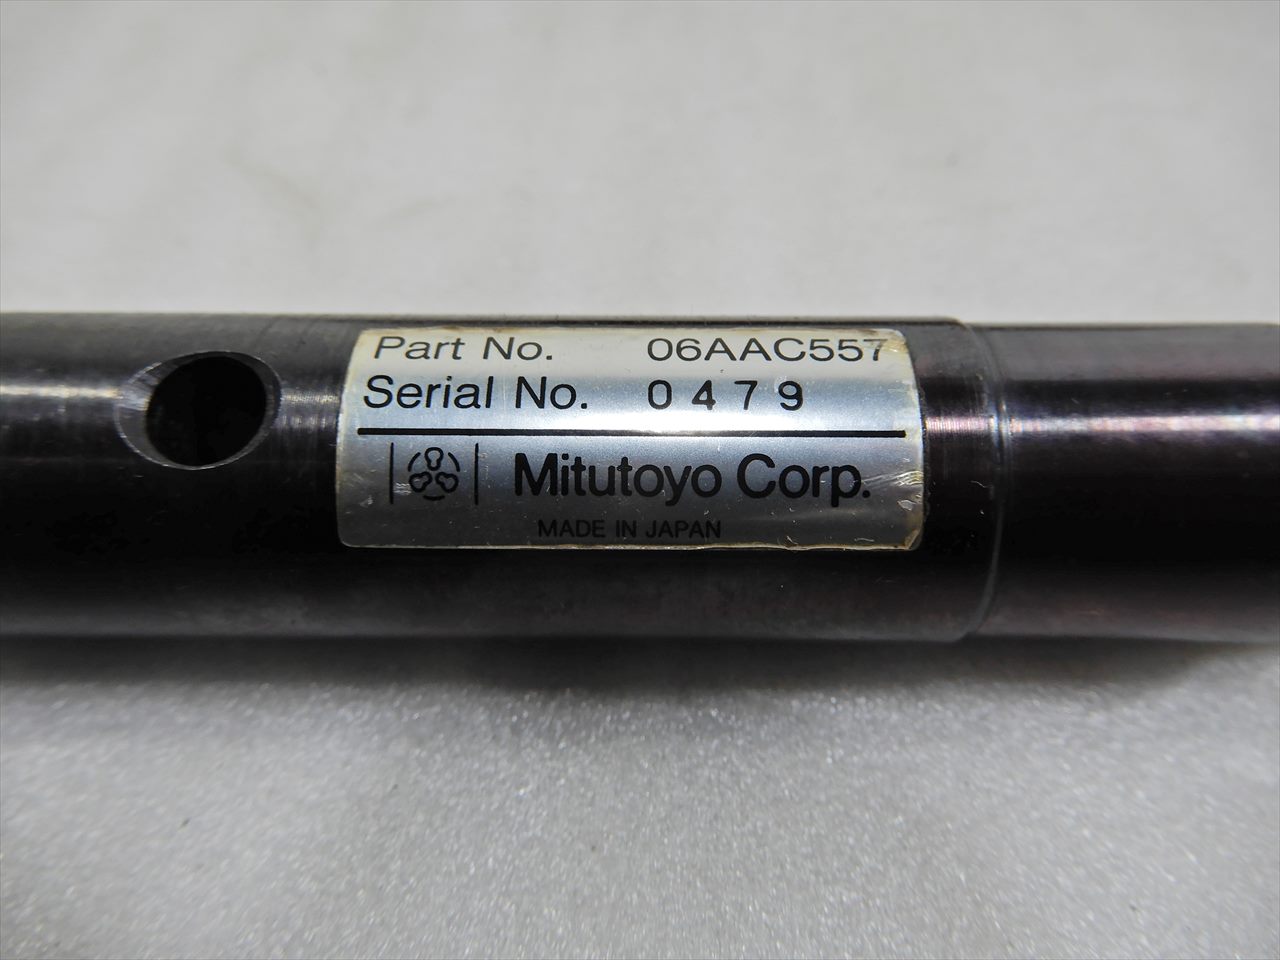 Part No. 06AAC557
Serial No. 0479
Mitutoyo Corp.
MADE IN JAPAN